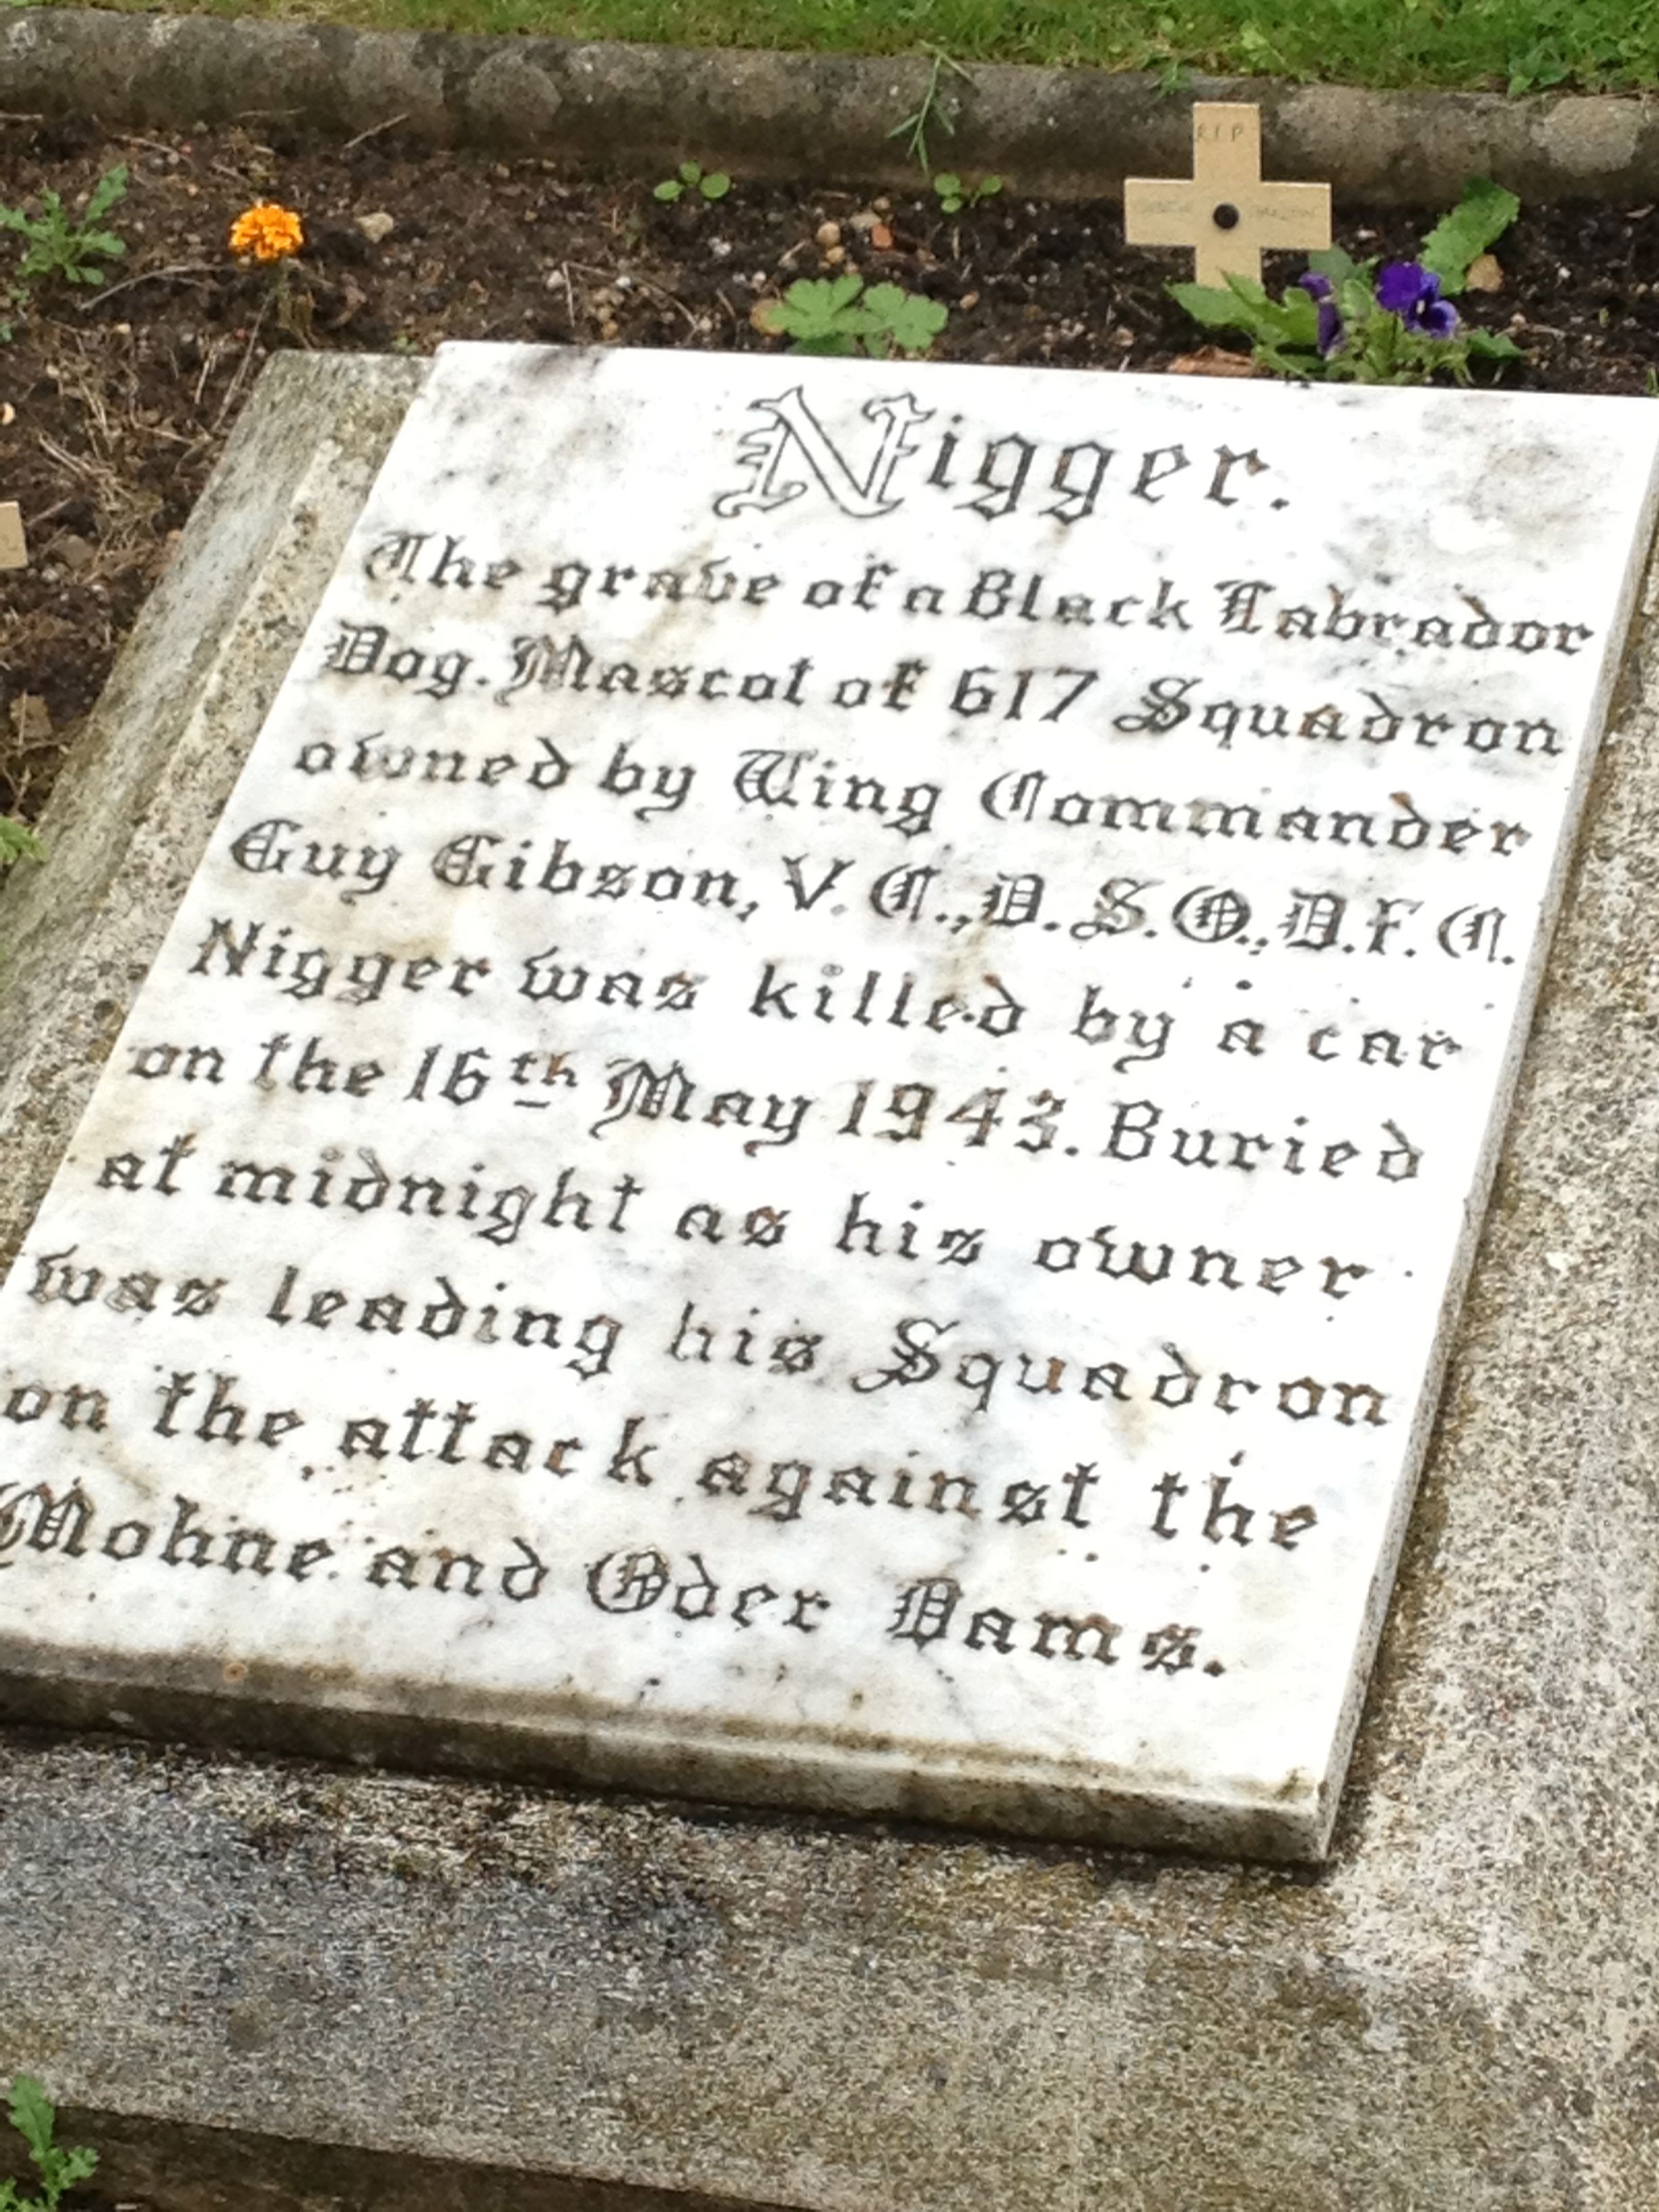 R I P
Nigger.
The grave of a Black Labrador
Dog. Mascot of 617 Squadron
owned by Wing Commander
Guy Gibson, V.C., D.S.O., D.F.C.
Nigger was killed by a car
on the 16th May 1943. Buried
at midnight as his owner
was leading his Squadron
on the attack against the
Mohne and Oder Dams.